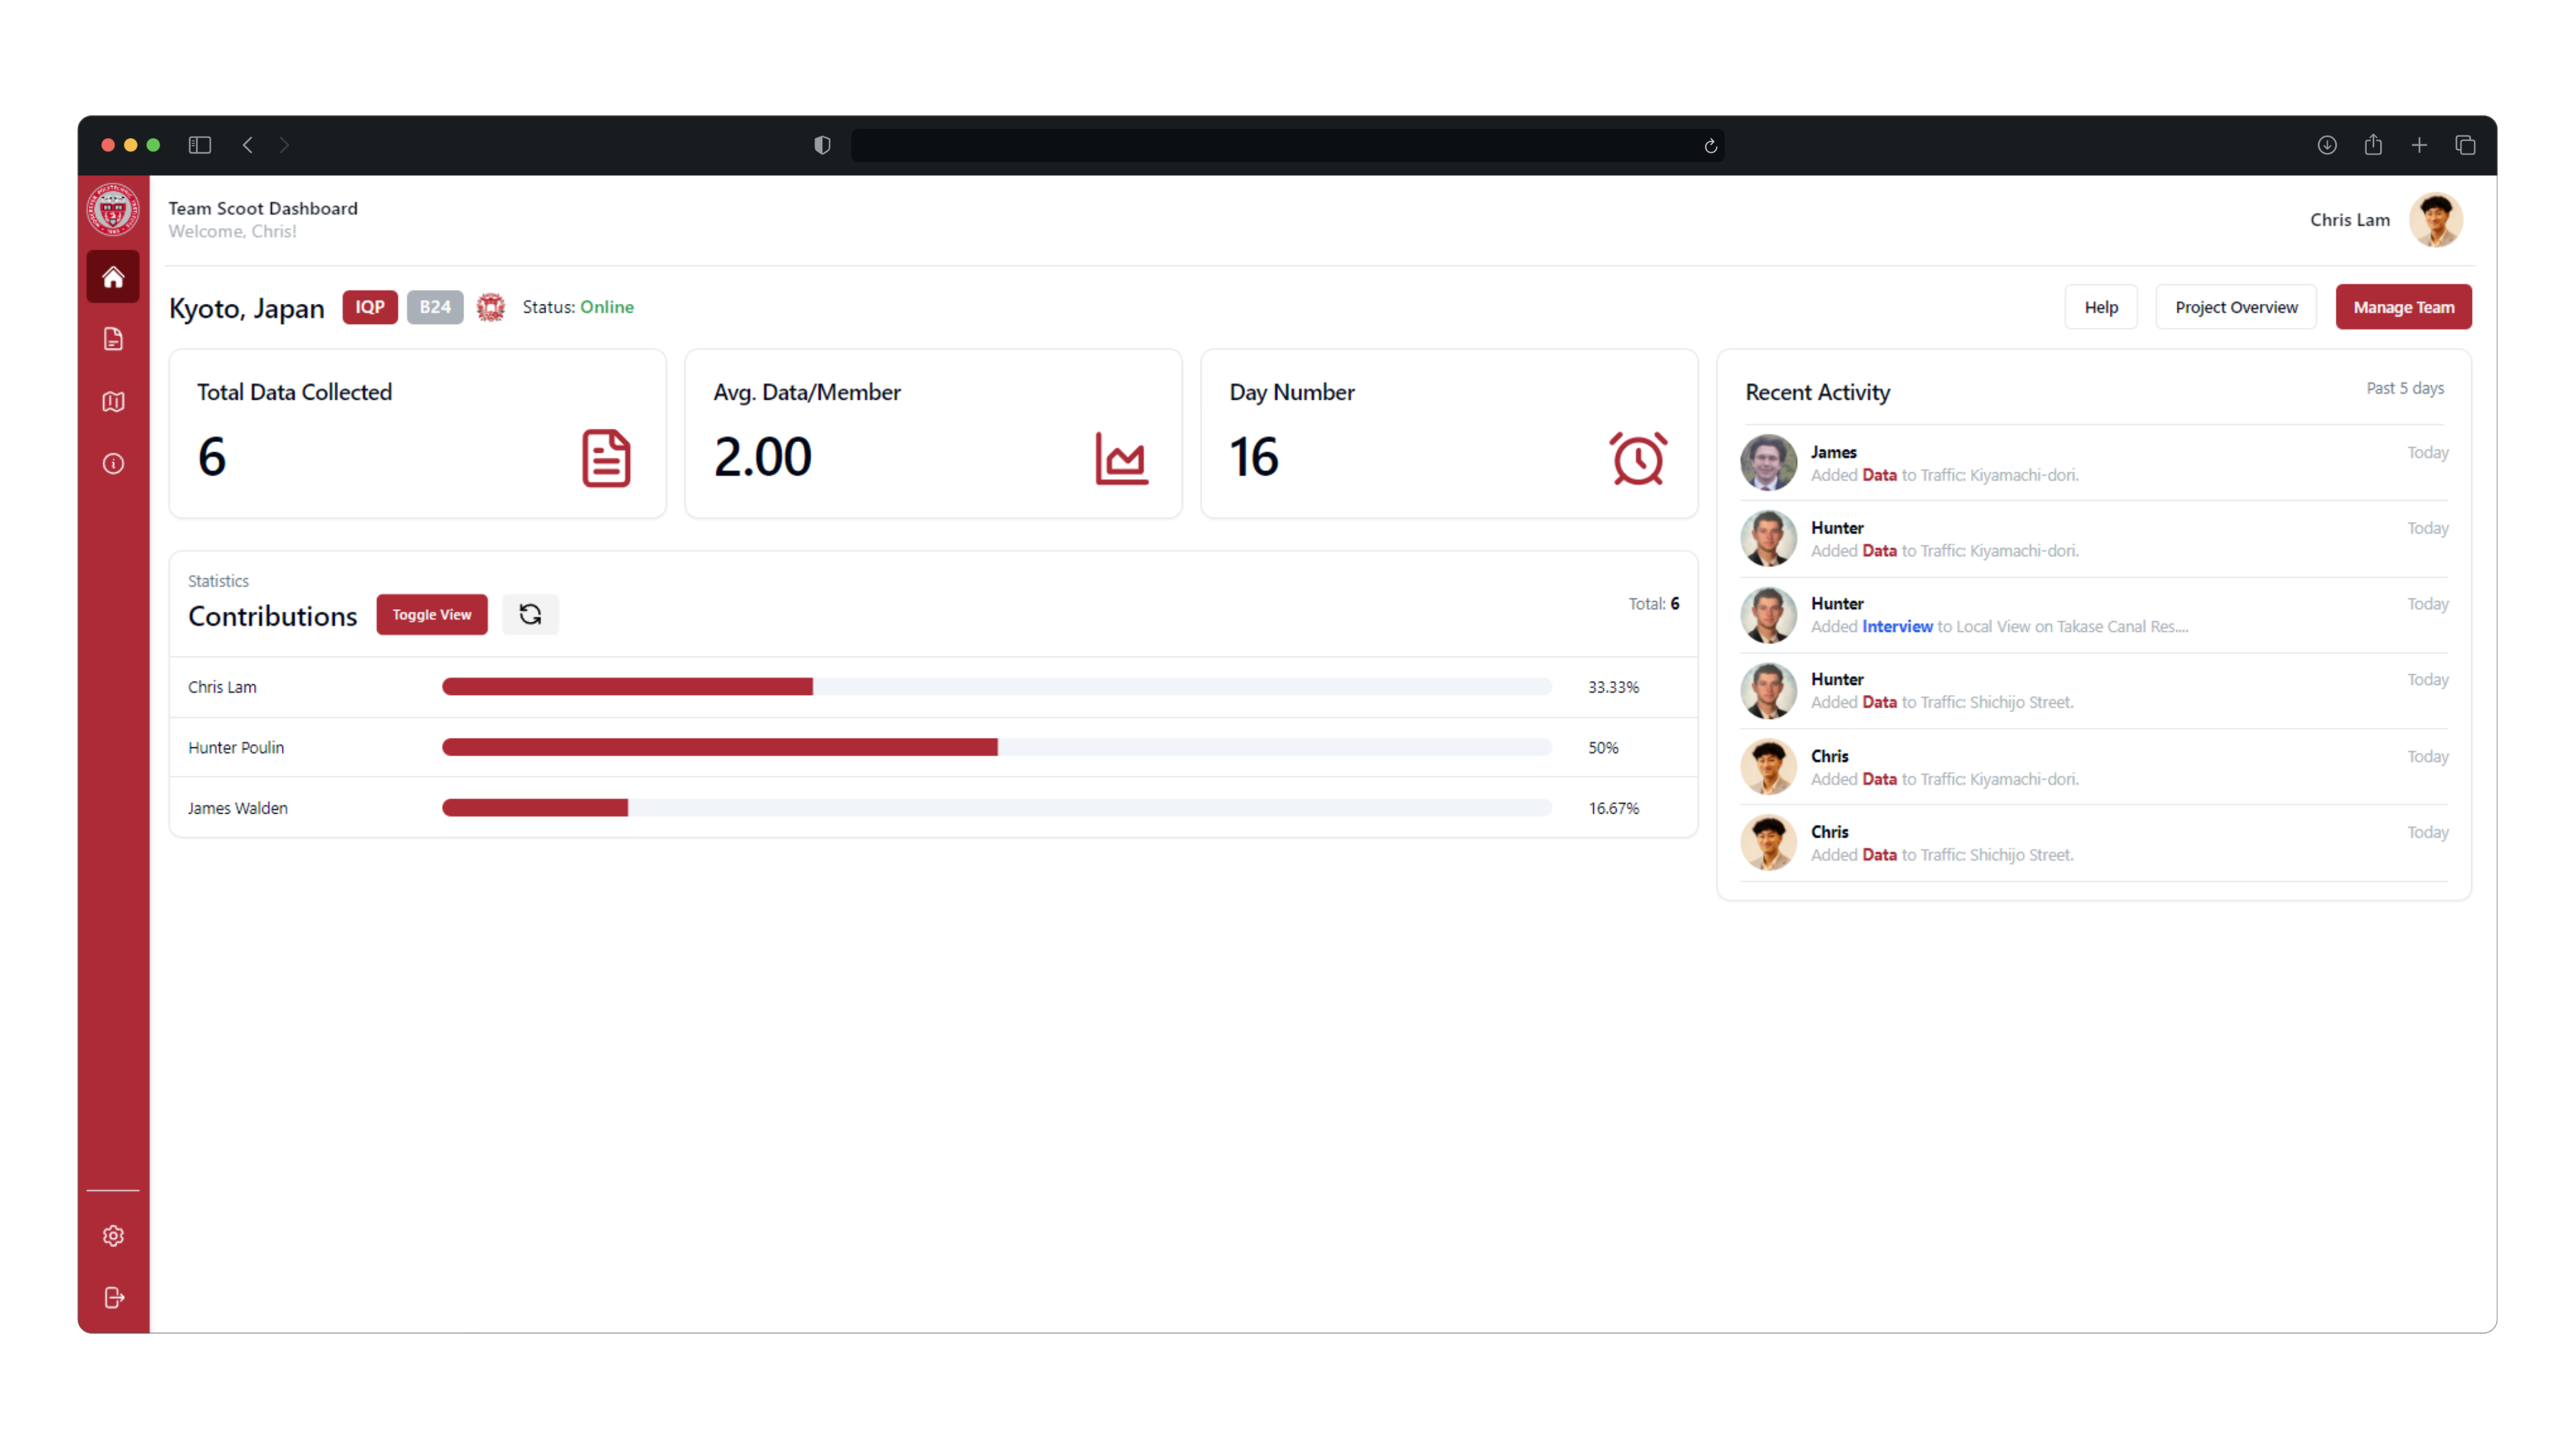 Team Scoot Dashboard
Welcome, Chris!
Chris Lam
Kyoto, Japan
IQP
B24
Status: Online
Help
Project Overview
Manage Team
Total Data Collected
6
Avg. Data/Member
2.00
Day Number
16
Statistics
Contributions
Toggle View
Total: 6
Chris Lam
33.33%
Hunter Poulin
50%
James Walden
16.67%
Recent Activity
Past 5 days
James
Today
Added Data to Traffic: Kiyamachi-dori.
Hunter
Today
Added Data to Traffic: Kiyamachi-dori.
Hunter
Today
Added Interview to Local View on Takase Canal Res....
Hunter
Today
Added Data to Traffic: Shichijo Street.
Chris
Today
Added Data to Traffic: Kiyamachi-dori.
Chris
Today
Added Data to Traffic: Shichijo Street.